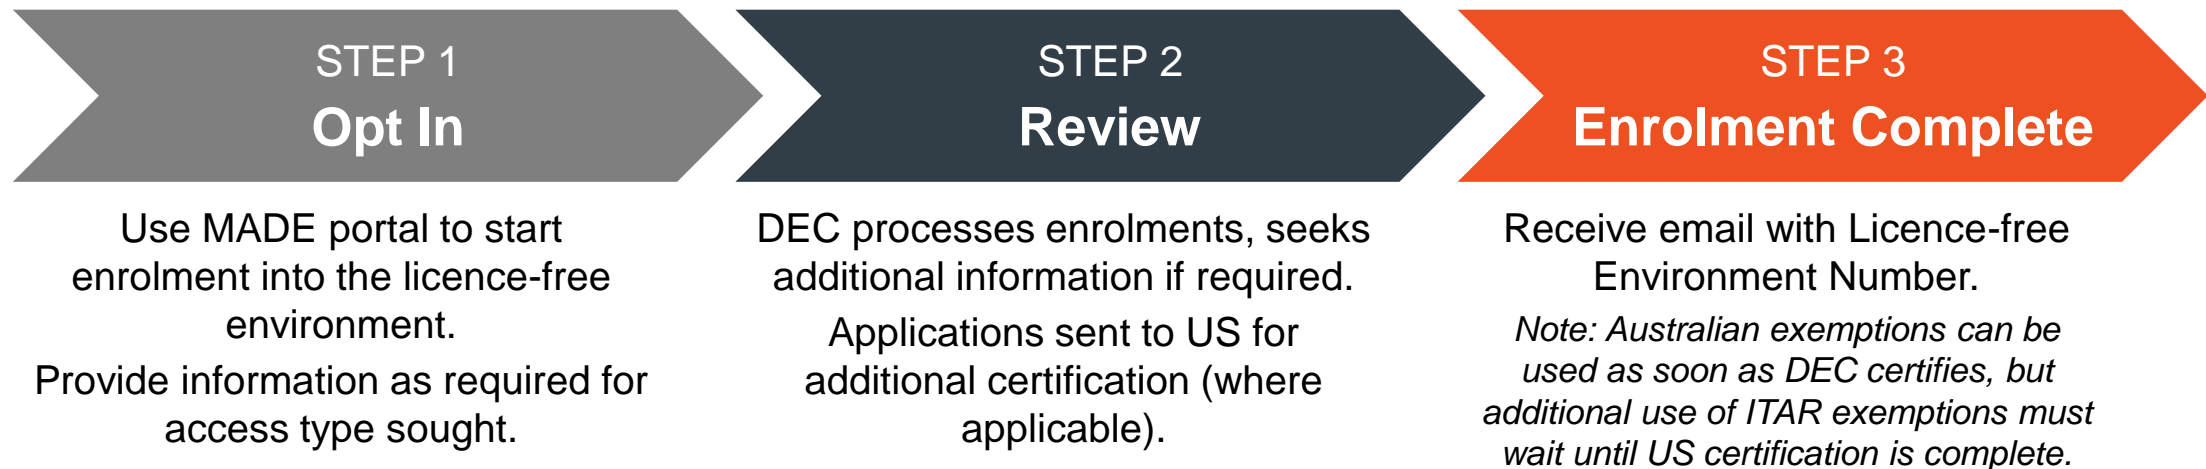 STEP 1
Opt In
Use MADE portal to start
enrolment into the licence-free
environment.
Provide information as required for
access type sought.
STEP 2
Review
DEC processes enrolments, seeks
additional information if required.
Applications sent to US for
additional certification (where
applicable).
STEP 3
Enrolment Complete
Receive email with Licence-free
Environment Number.
Note: Australian exemptions can be
used as soon as DEC certifies, but
additional use of ITAR exemptions must
wait until US certification is complete.